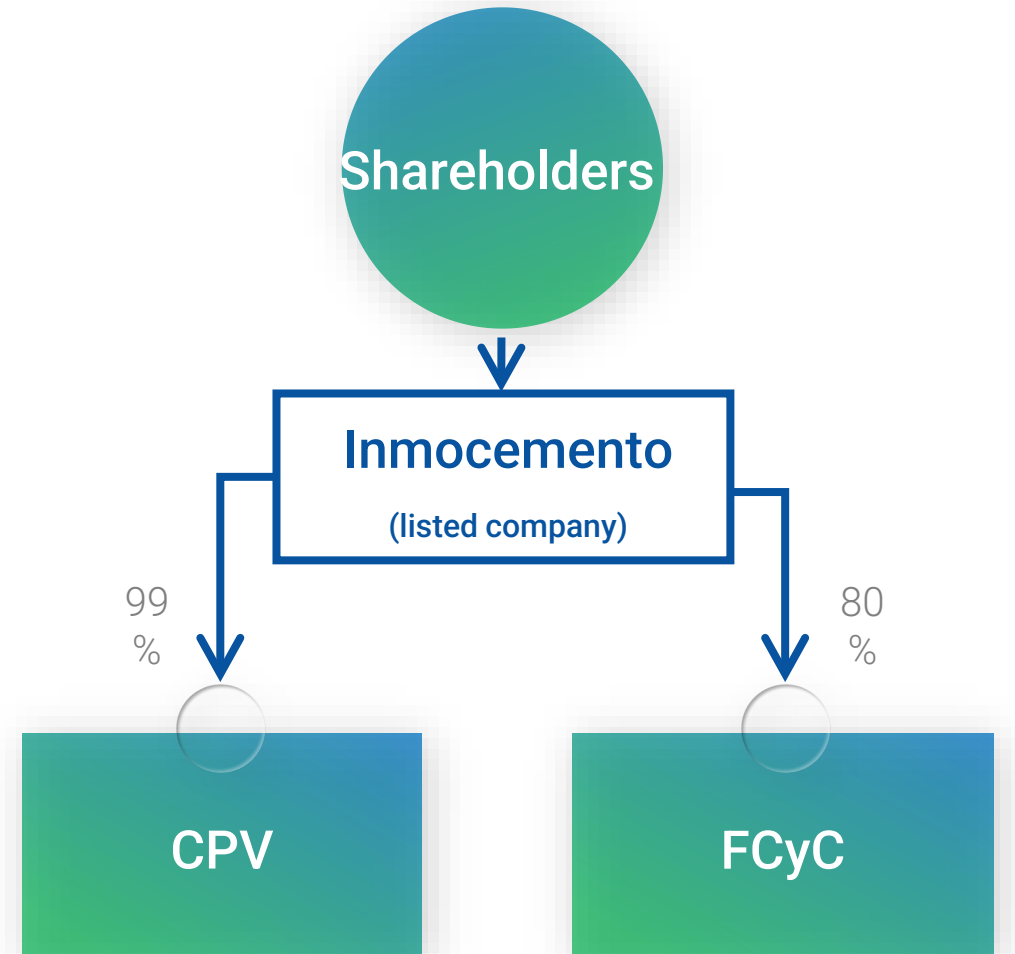 Shareholders
Inmocemento
(listed company)
99
%
80
%
CPV
FCyC